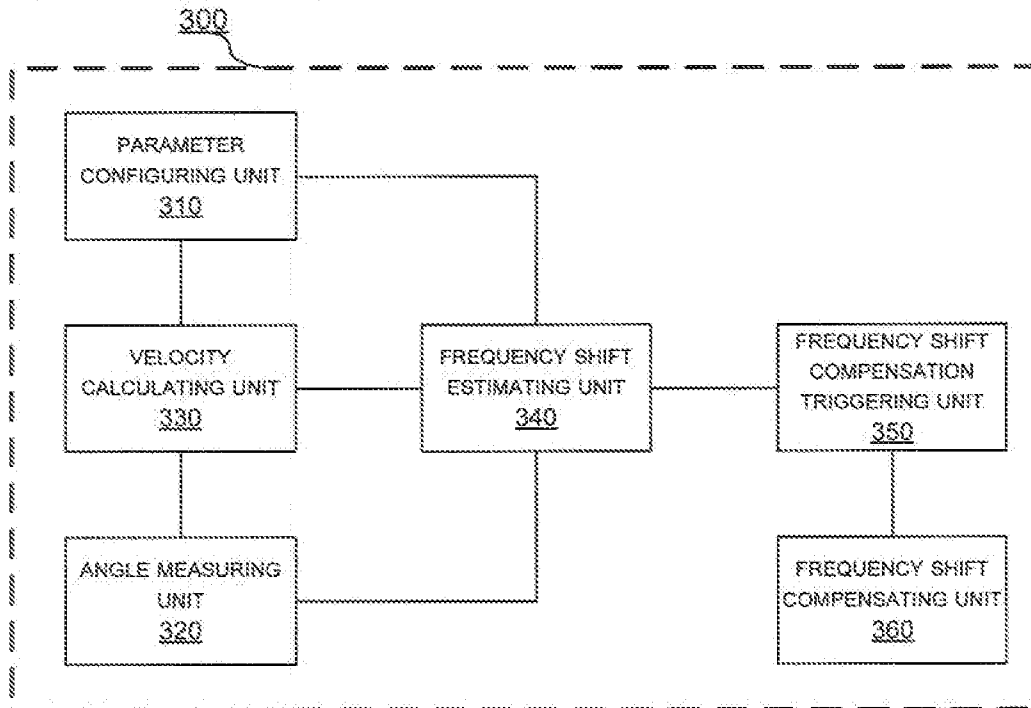 300
PARAMETER
CONFIGURING UNIT
310
VELOCITY
CALCULATING UNIT
330
FREQUENCY SHIFT
ESTIMATING UNIT
340
FREQUENCY SHIFT
COMPENSATION
TRIGGERING UNIT
350
ANGLE MEASURING
UNIT
320
FREQUENCY SHIFT
COMPENSATING UNIT
360